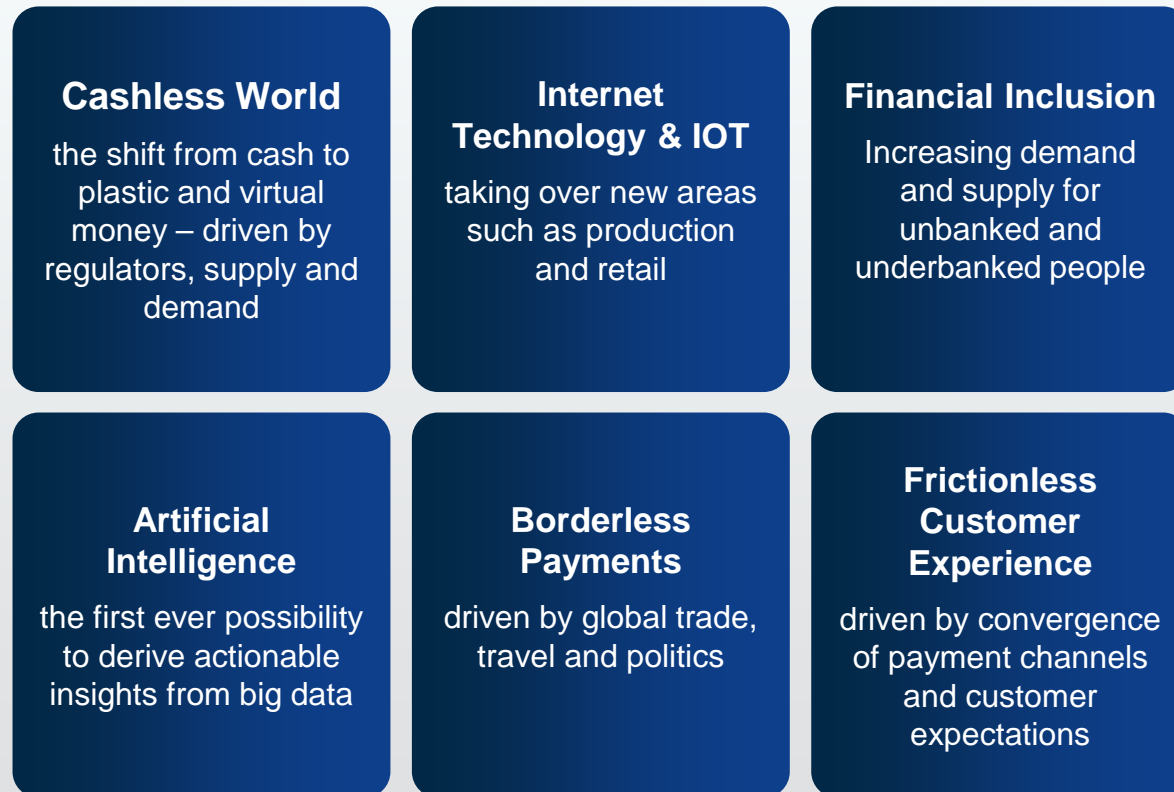 Cashless World
the shift from cash to
plastic and virtual
money – driven by
regulators, supply and
demand
Internet
Technology & IOT
taking over new areas
such as production
and retail
Financial Inclusion
Increasing demand
and supply for
unbanked and
underbanked people
Artificial
Intelligence
the first ever possibility
to derive actionable
insights from big data
Borderless
Payments
driven by global trade,
travel and politics
Frictionless
Customer
Experience
driven by convergence
of payment channels
and customer
expectations